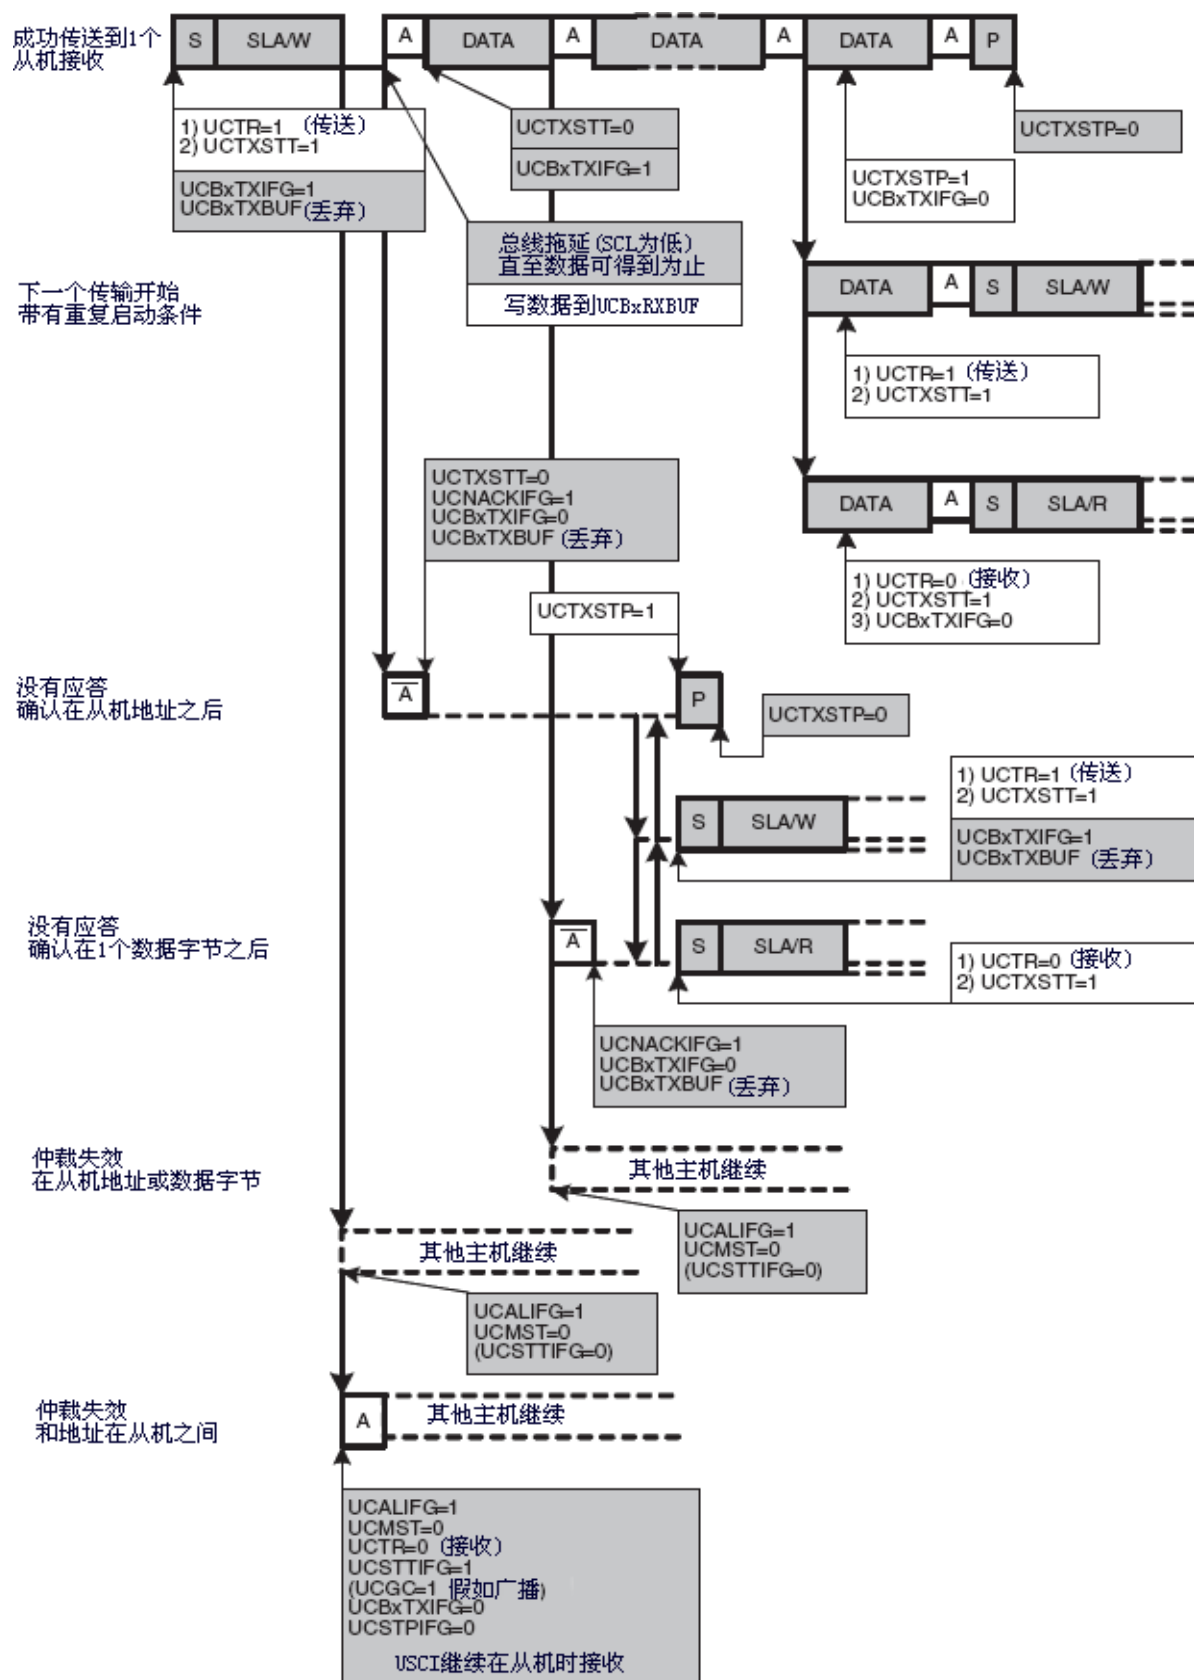 成功传送到1个
从机接收
S SLA/W A DATA A DATA A DATA A P
1) UCTR=1 (传送)
2) UCTXSTT=1
UCBxTXIFG=1
UCBxTXBUF(丢弃)
UCTXSTT=0
UCBxTXIFG=1
UCTXSTP=0
UCTXSTP=1
UCBxTXIFG=0
总线拖延(SCL为低)
直至数据可得到为止
写数据到UCBxRXBUF
下一个传输开始
带有重复启动条件
DATA A S SLA/W
1) UCTR=1 (传送)
2) UCTXSTT=1
UCTXSTT=0
UCNACKIFG=1
UCBxTXIFG=0
UCBxTXBUF (丢弃)
DATA A S SLA/R
1) UCTR=0 (接收)
2) UCTXSTT=1
3) UCBxTXIFG=0
UCTXSTP=1
没有应答
确认在从机地址之后
A P
UCTXSTP=0
1) UCTR=1 (传送)
2) UCTXSTT=1
S SLA/W
UCBxTXIFG=1
UCBxTXBUF (丢弃)
没有应答
确认在1个数据字节之后
A S SLA/R
1) UCTR=0 (接收)
2) UCTXSTT=1
UCNACKIFG=1
UCBxTXIFG=0
UCBxTXBUF (丢弃)
仲裁失效
在从机地址或数据字节
其他主机继续
UCALIFG=1
UCMST=0
(UCSTTIFG=0)
其他主机继续
UCALIFG=1
UCMST=0
(UCSTTIFG=0)
仲裁失效
和地址在从机之间
A 其他主机继续
UCALIFG=1
UCMST=0
UCTR=0 (接收)
UCSTTIFG=1
(UCGC=1 假如广播)
UCBxTXIFG=0
UCSTPIFG=0
USCI继续在从机时接收